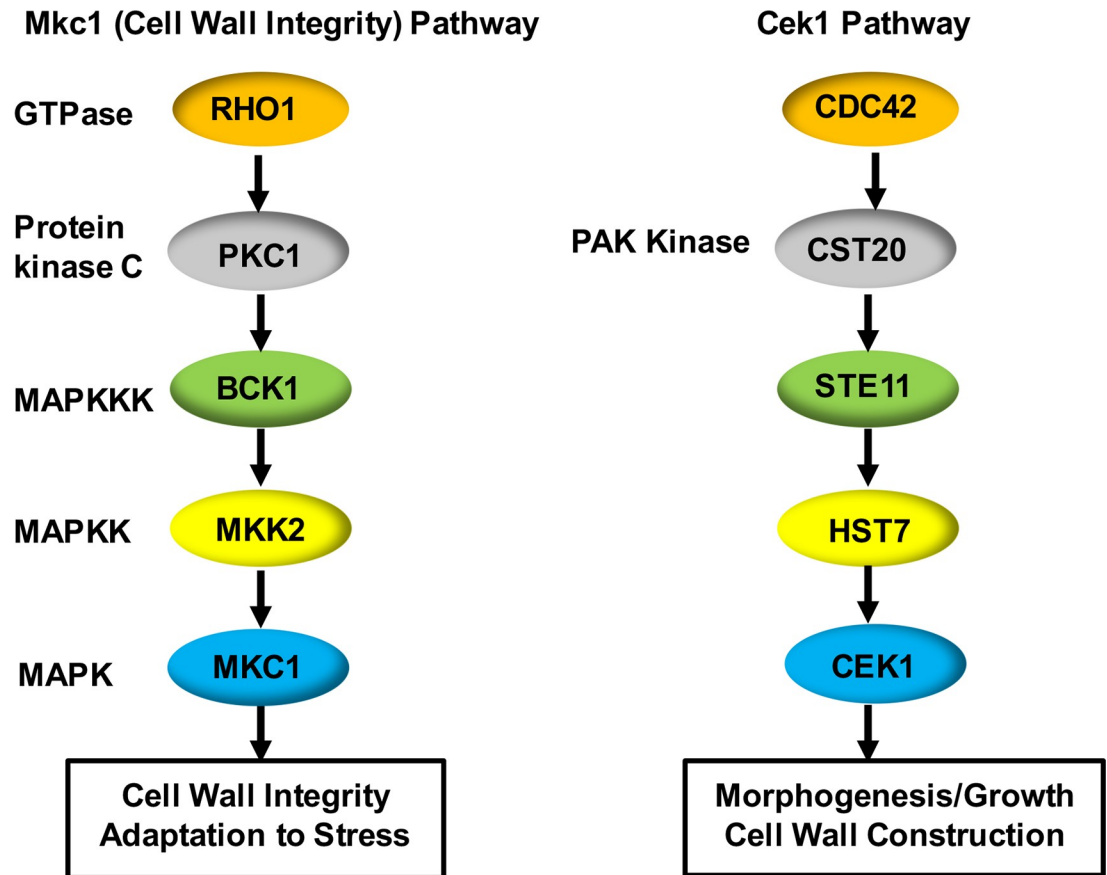 Mkc1 (Cell Wall Integrity) Pathway
Cek1 Pathway
GTPase
RHO1
CDC42
Protein
kinase C
PKC1
PAK Kinase
CST20
MAPKKK
BCK1
STE11
MAPKK
MKK2
HST7
MAPK
MKC1
CEK1
Cell Wall Integrity
Adaptation to Stress
Morphogenesis/Growth
Cell Wall Construction